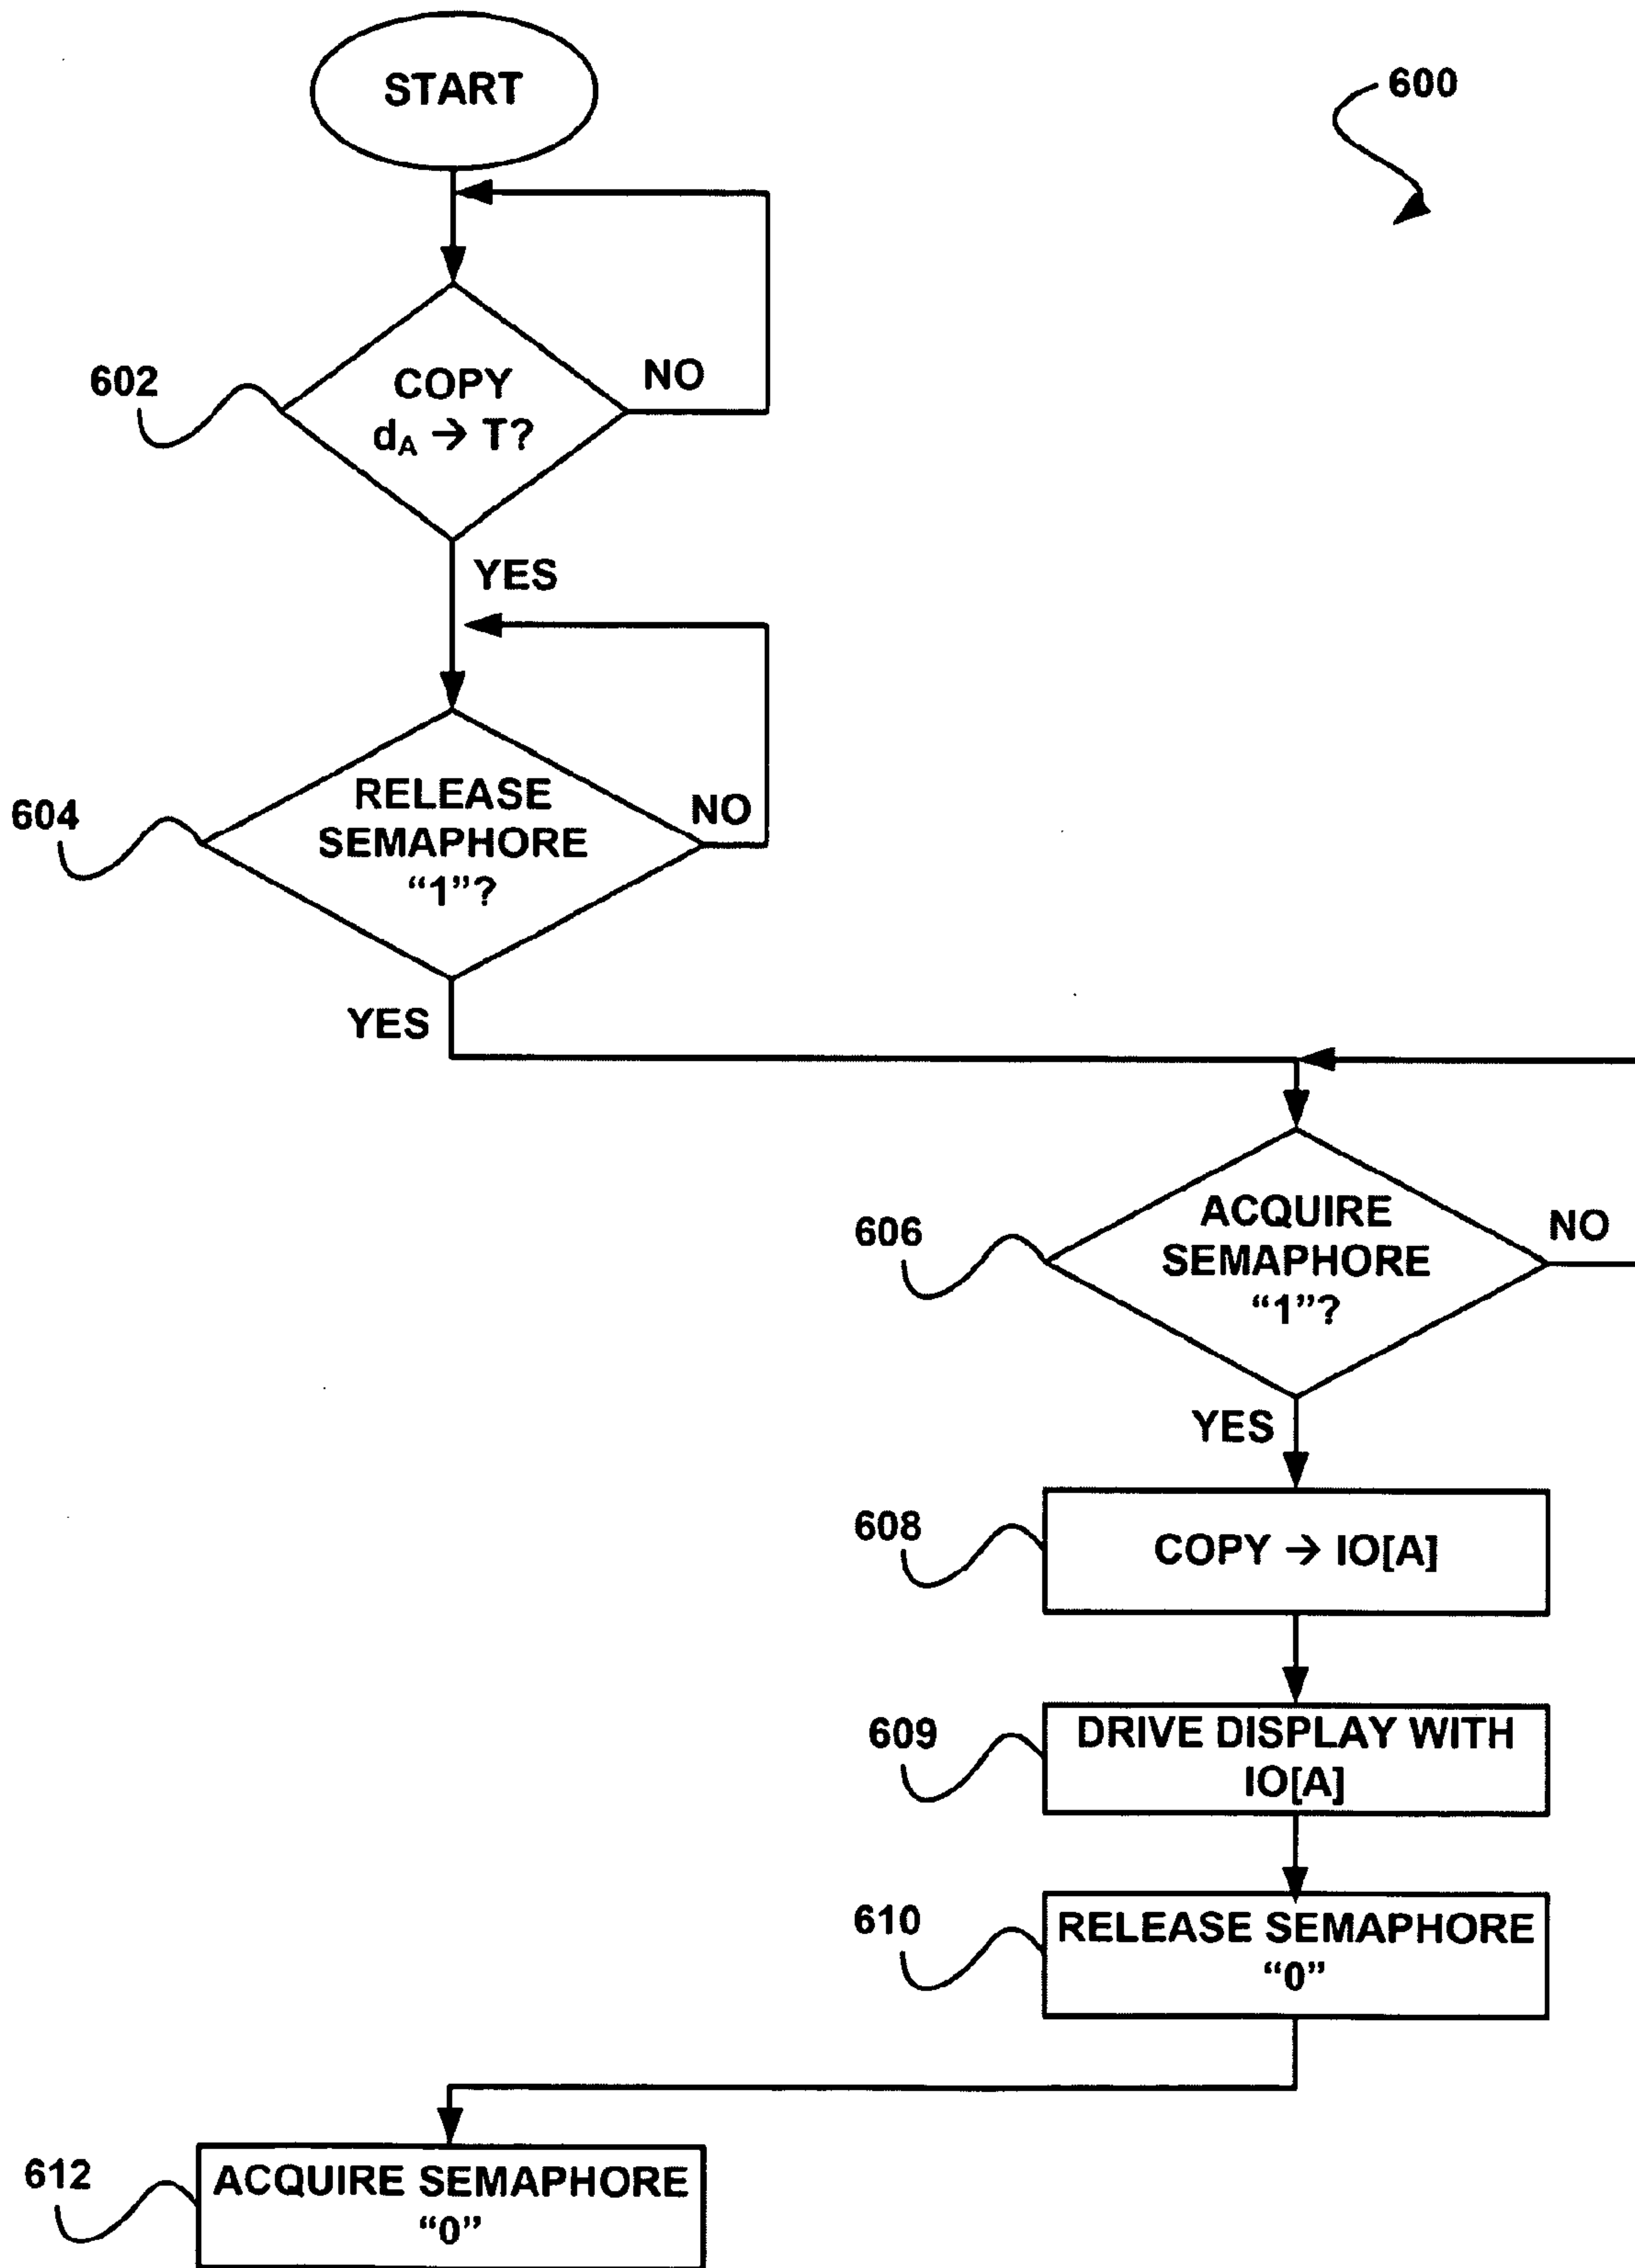 START
600
602
COPY
dA → T?
NO
YES
604
RELEASE
SEMAPHORE
“1”?
NO
YES
606
ACQUIRE
SEMAPHORE
“1”?
NO
YES
608
COPY → IO[A]
609
DRIVE DISPLAY WITH
IO[A]
610
RELEASE SEMAPHORE
“0”
612
ACQUIRE SEMAPHORE
“0”